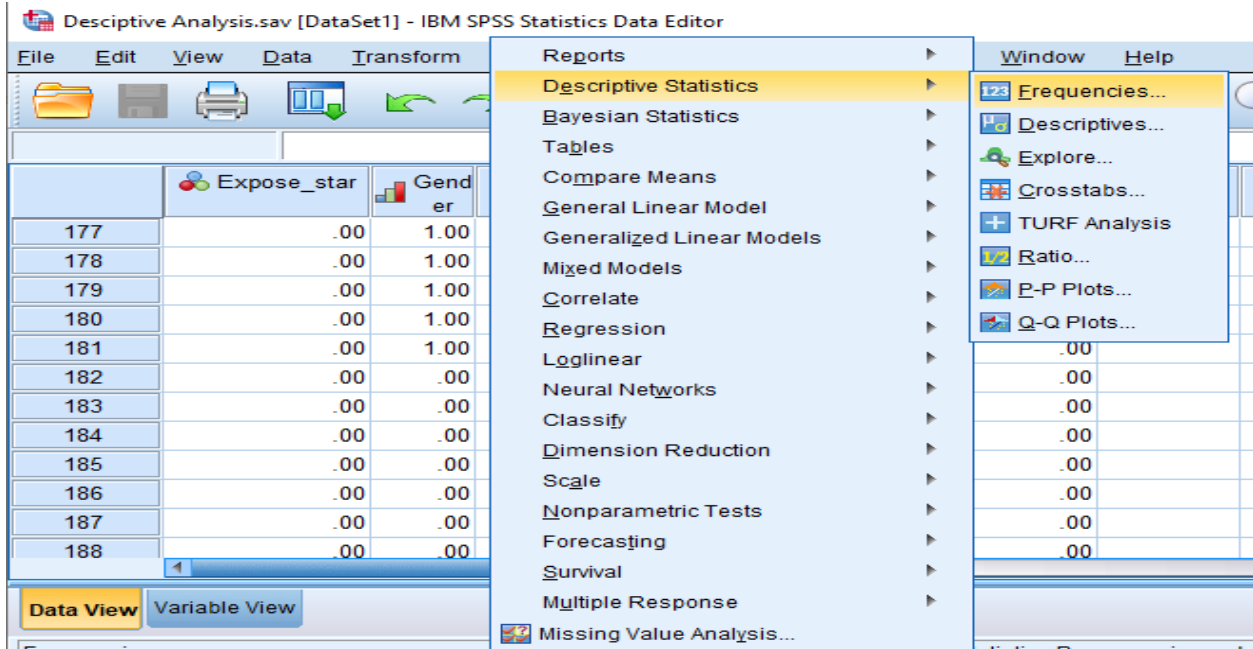 Desciptive Analysis.sav [DataSet1] - IBM SPSS Statistics Data Editor
File Edit View Data Transform Window Help
Reports
Descriptive Statistics
Bayesian Statistics
Tables
Compare Means
General Linear Model
Generalized Linear Models
Mixed Models
Correlate
Regression
Loglinear
Neural Networks
Classify
Dimension Reduction
Scale
Nonparametric Tests
Forecasting
Survival
Multiple Response
Missing Value Analysis...
123 Frequencies...
Descriptives...
Explore...
Crosstabs...
TURF Analysis
1/2 Ratio...
P-P Plots...
Q-Q Plots...
Expose_star Gend
er
177 .00 1.00
178 .00 1.00
179 .00 1.00
180 .00 1.00
181 .00 1.00 .00
182 .00 .00 .00
183 .00 .00 .00
184 .00 .00 .00
185 .00 .00 .00
186 .00 .00 .00
187 .00 .00 .00
188 .00 .00 .00
Data View Variable View